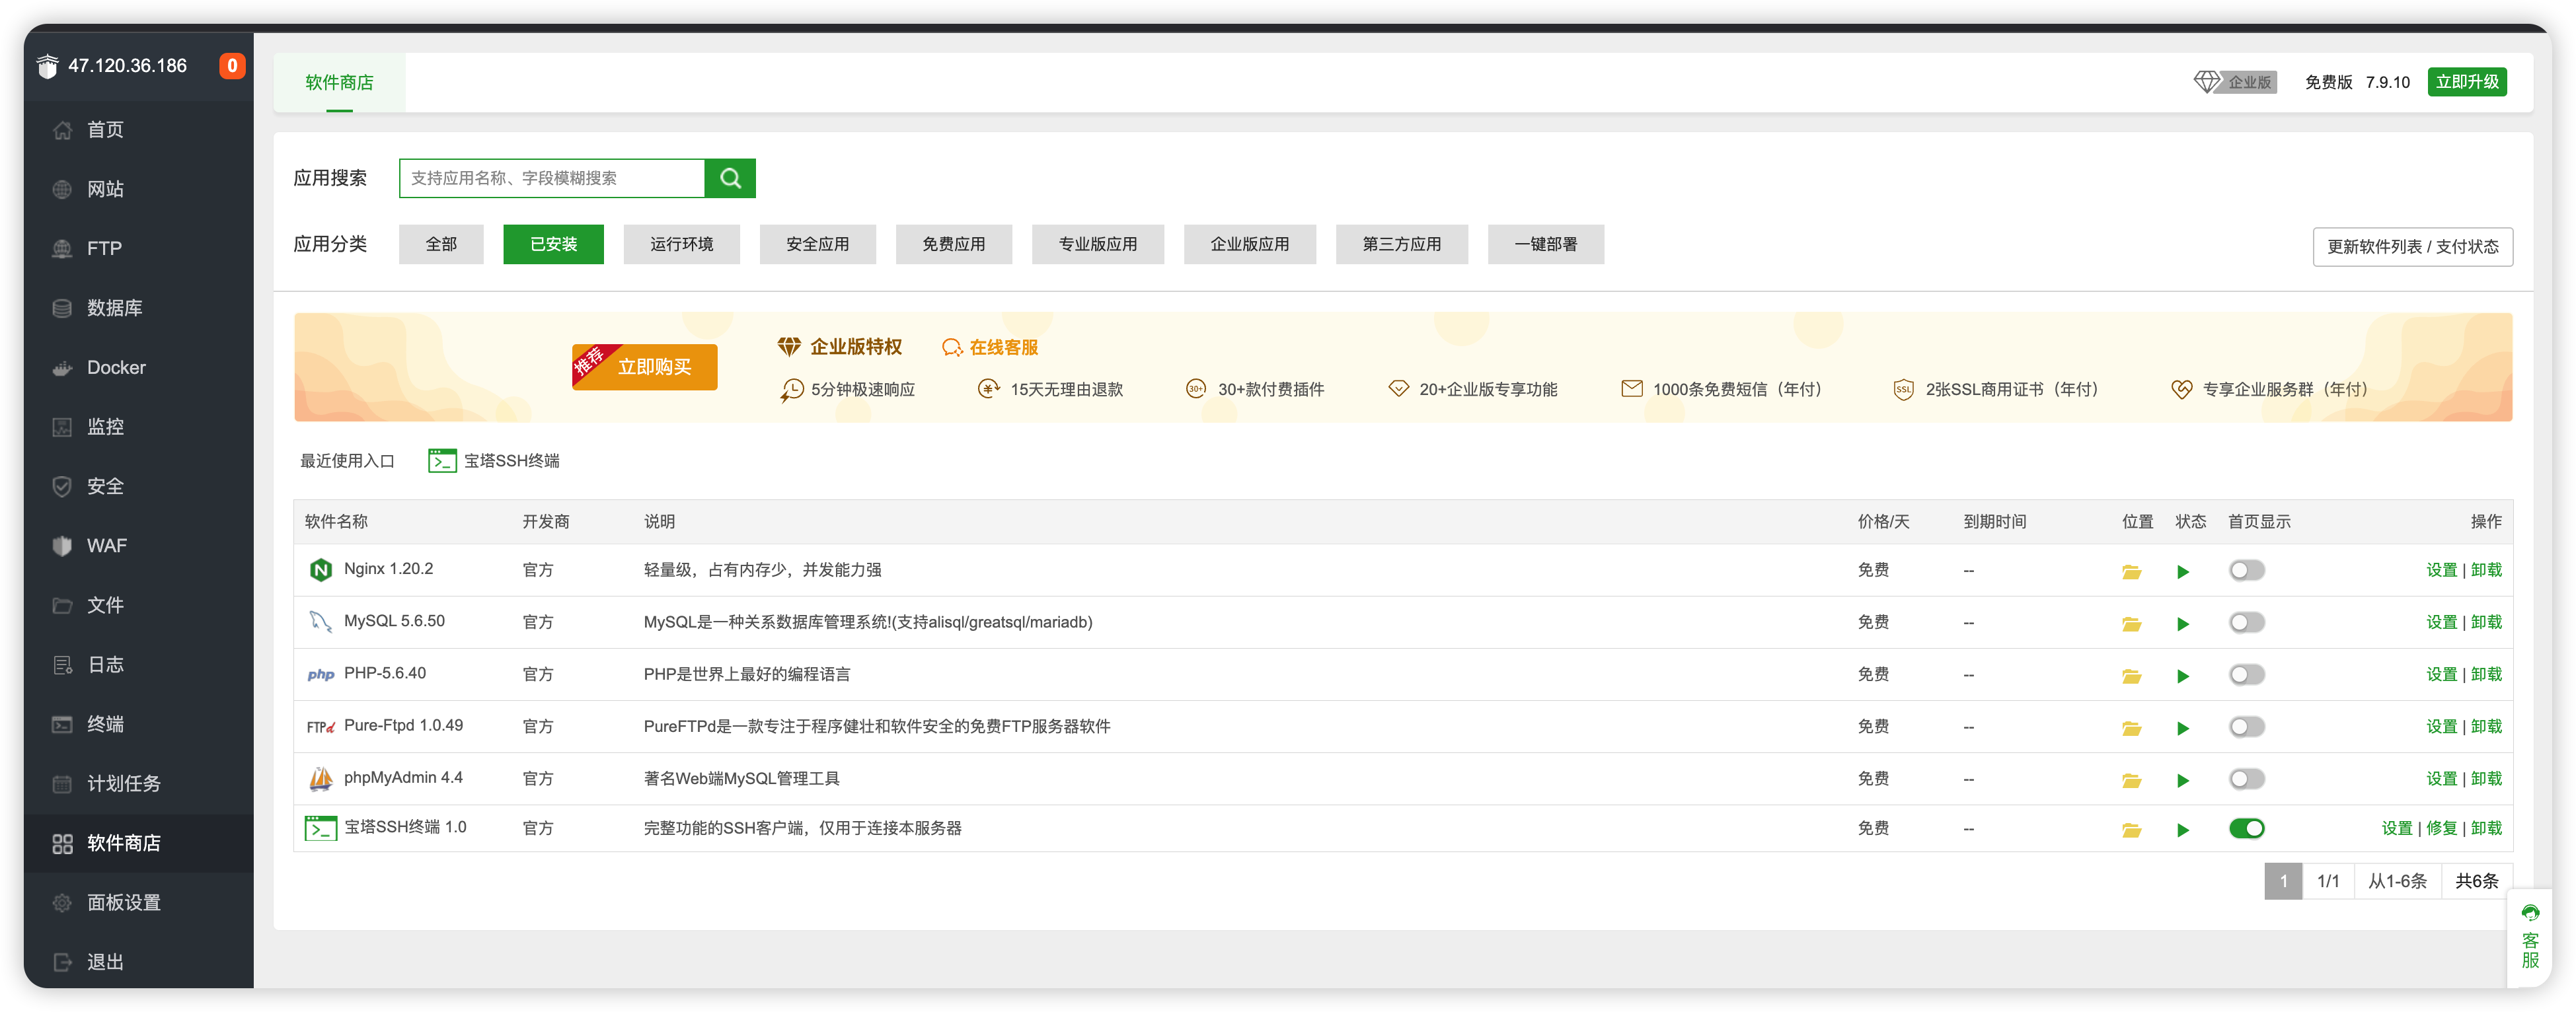 47.120.36.186 0
首页
网站
FTP
数据库
Docker
监控
安全
WAF
文件
日志
终端
计划任务
软件商店
面板设置
退出
软件商店
企业版 免费版 7.9.10 立即升级
应用搜索 支持应用名称、字段模糊搜索
应用分类 全部 已安装 运行环境 安全应用 免费应用 专业版应用 企业版应用 第三方应用 一键部署 更新软件列表 / 支付状态
推荐 立即购买
企业版特权 在线客服
5分钟极速响应 15天无理由退款 30+ 30+款付费插件 20+企业版专享功能 1000条免费短信（年付） SSL 2张SSL商用证书（年付） 专享企业服务群（年付）
最近使用入口 宝塔SSH终端
软件名称 开发商 说明 价格/天 到期时间 位置 状态 首页显示 操作
Nginx 1.20.2 官方 轻量级，占有内存少，并发能力强 免费 -- 设置 | 卸载
MySQL 5.6.50 官方 MySQL是一种关系数据库管理系统!(支持alisql/greatsql/mariadb) 免费 -- 设置 | 卸载
php PHP-5.6.40 官方 PHP是世界上最好的编程语言 免费 -- 设置 | 卸载
FTPd Pure-Ftpd 1.0.49 官方 PureFTPd是一款专注于程序健壮和软件安全的免费FTP服务器软件 免费 -- 设置 | 卸载
phpMyAdmin 4.4 官方 著名Web端MySQL管理工具 免费 -- 设置 | 卸载
宝塔SSH终端 1.0 官方 完整功能的SSH客户端，仅用于连接本服务器 免费 -- 设置 | 修复 | 卸载
1 1/1 从1-6条 共6条
客服